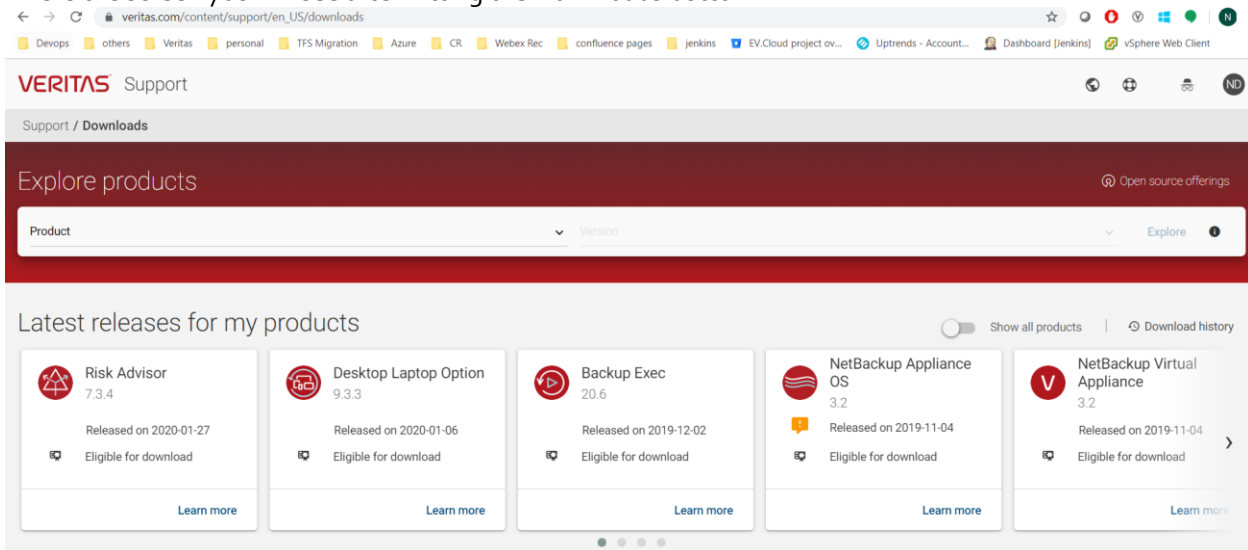 veritas.com/content/support/en_US/downloads
N
Devops others Veritas personal TFS Migration Azure CR Webex Rec confluence pages jenkins EV.Cloud project ov... Uptrends - Account... Dashboard [Jenkins] vSphere Web Client
VERITAS Support
ND
Support / Downloads
Explore products
Open source offerings
Product
Version
Explore
Latest releases for my products
Show all products
Download history
Risk Advisor
7.3.4
Released on 2020-01-27
Eligible for download
Learn more
Desktop Laptop Option
9.3.3
Released on 2020-01-06
Eligible for download
Learn more
Backup Exec
20.6
Released on 2019-12-02
Eligible for download
Learn more
NetBackup Appliance
OS
3.2
Released on 2019-11-04
Eligible for download
Learn more
V
NetBackup Virtual
Appliance
3.2
Released on 2019-11-04
Eligible for download
Learn more